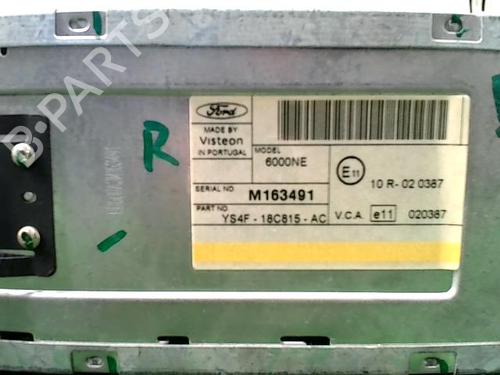 B-PARTS
R
Ford
MADE BY
Visteon
IN PORTUGAL
MODEL
6000NE
SERIAL NO
M163491
PART NO
YS4F - 18C815 - AC
E11
10 R- 02 0387
V.C.A. e11 020387